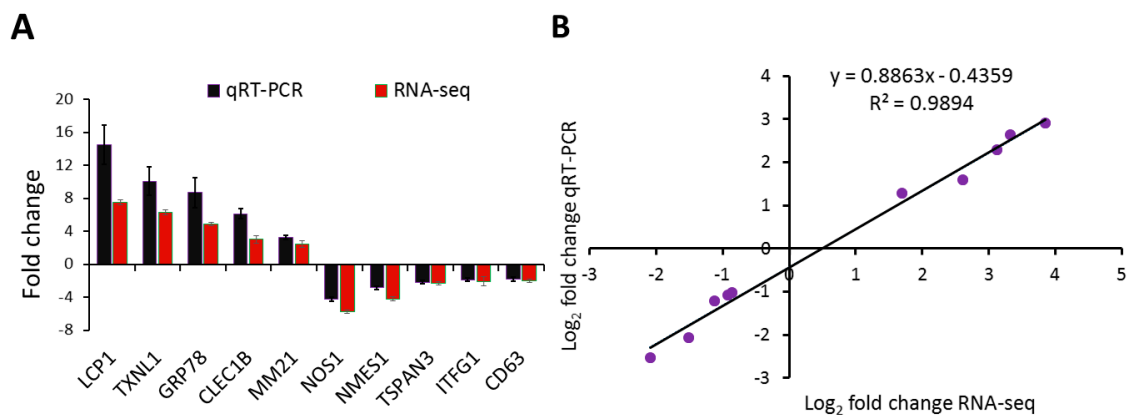 A
Fold change
qRT-PCR
RNA-seq
20
16
12
8
4
0
-4
-8
LCP1
TXNL1
GRP78
CLEC1B
MM21
NOS1
NMES1
TSPAN3
ITFG1
CD63
B
y = 0.8863x - 0.4359
R² = 0.9894
Log₂ fold change qRT-PCR
4
3
2
1
0
-1
-2
-3
-3
-2
-1
0
1
2
3
4
5
Log₂ fold change RNA-seq